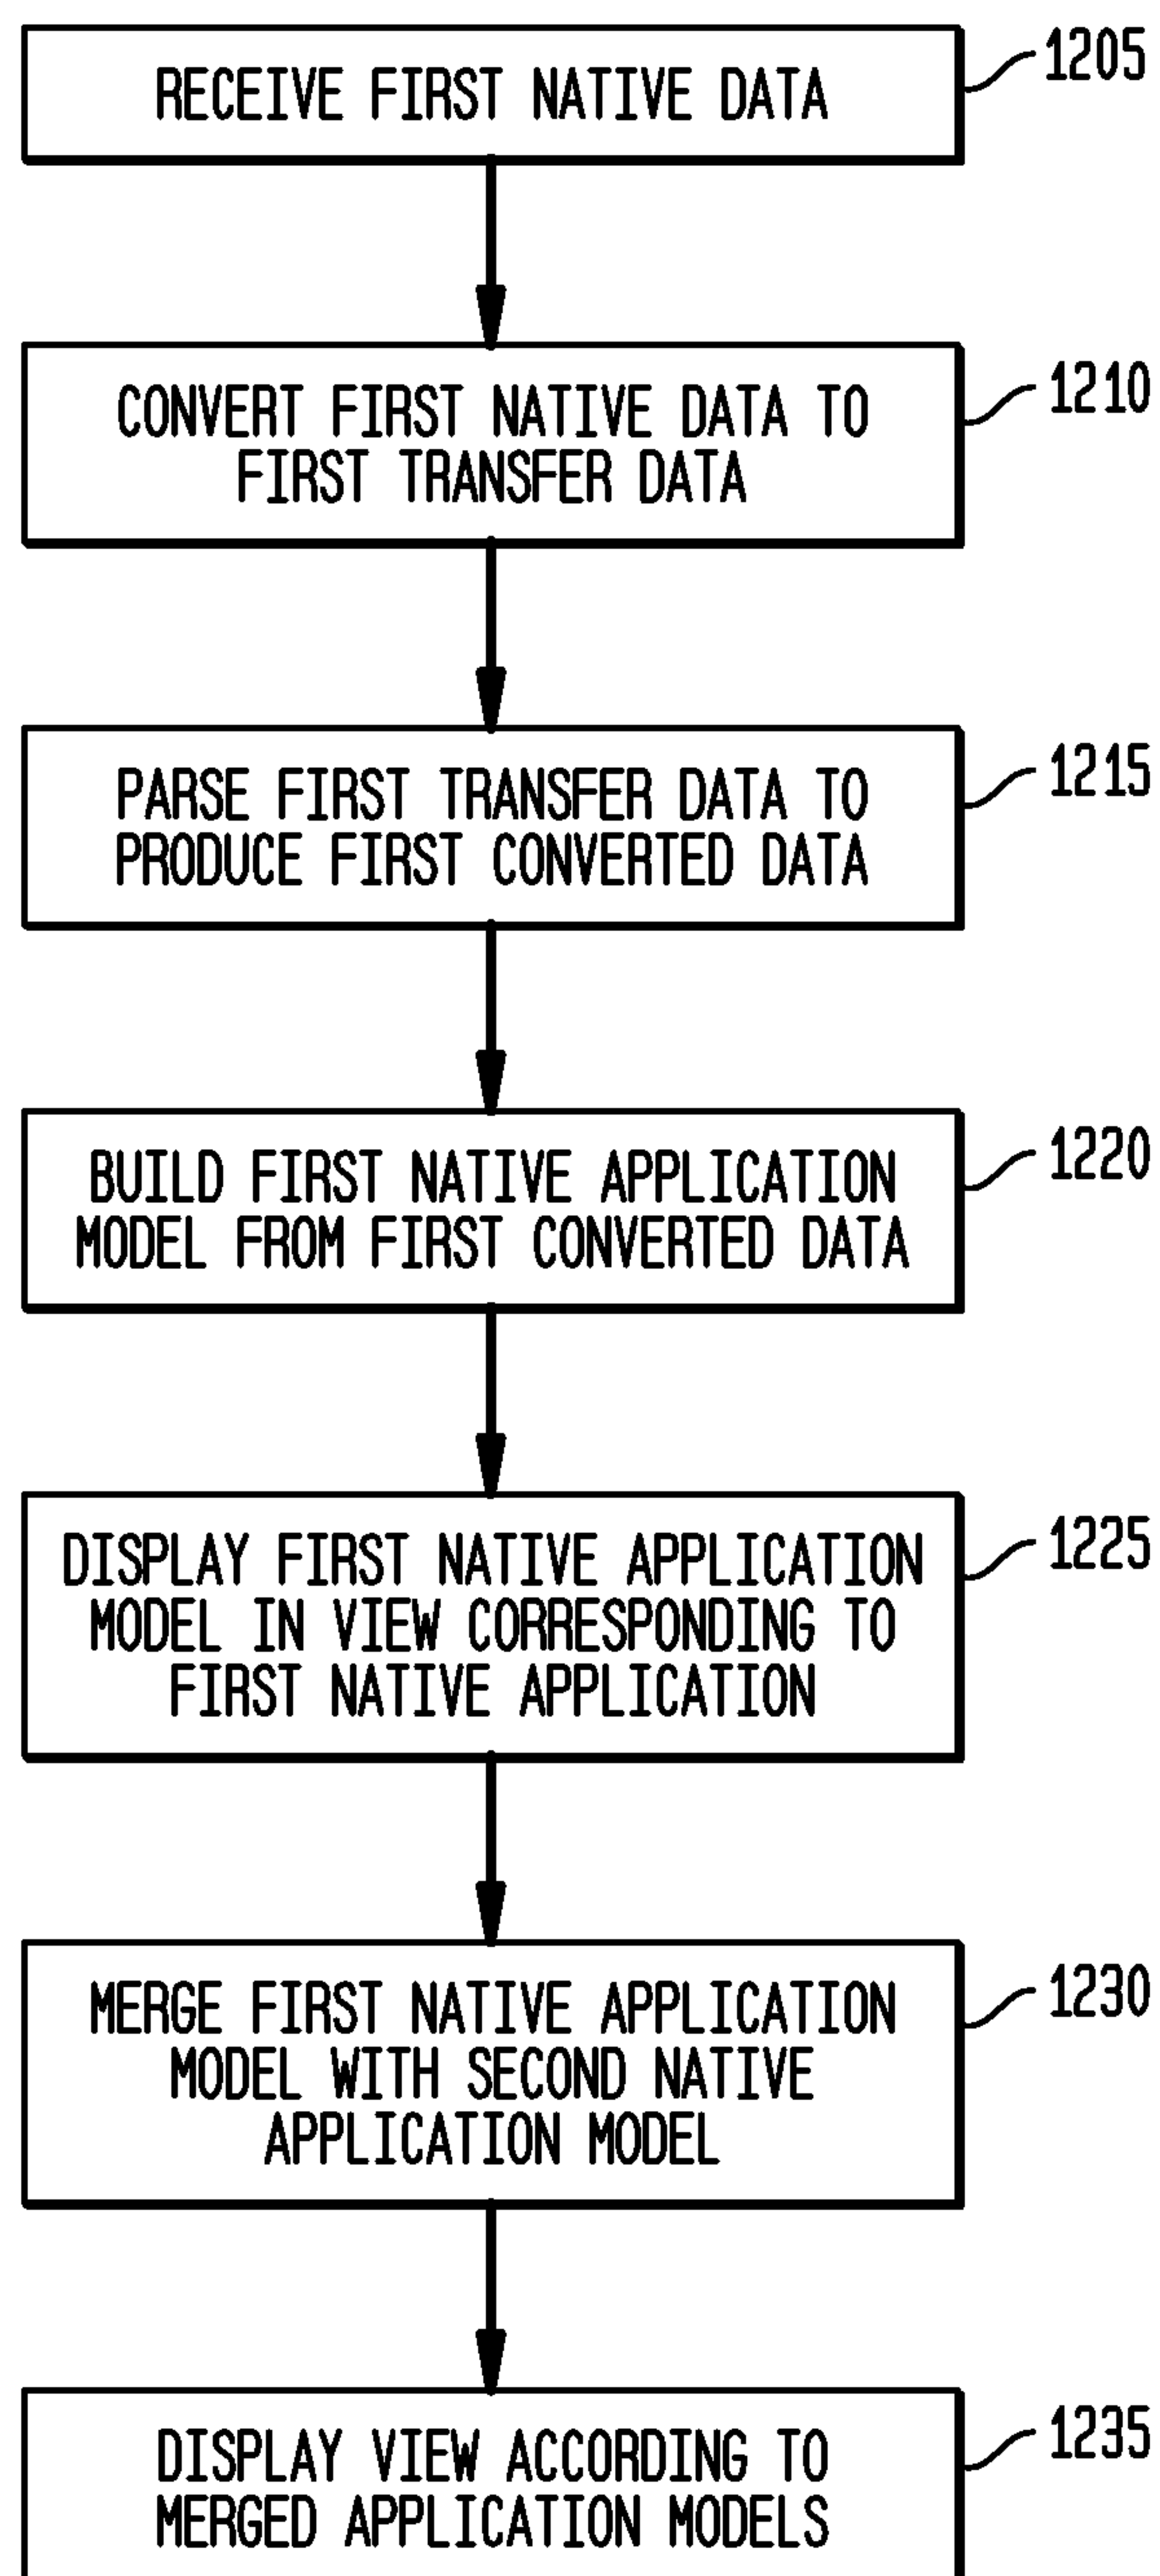 RECEIVE FIRST NATIVE DATA
1205
CONVERT FIRST NATIVE DATA TO
FIRST TRANSFER DATA
1210
PARSE FIRST TRANSFER DATA TO
PRODUCE FIRST CONVERTED DATA
1215
BUILD FIRST NATIVE APPLICATION
MODEL FROM FIRST CONVERTED DATA
1220
DISPLAY FIRST NATIVE APPLICATION
MODEL IN VIEW CORRESPONDING TO
FIRST NATIVE APPLICATION
1225
MERGE FIRST NATIVE APPLICATION
MODEL WITH SECOND NATIVE
APPLICATION MODEL
1230
DISPLAY VIEW ACCORDING TO
MERGED APPLICATION MODELS
1235